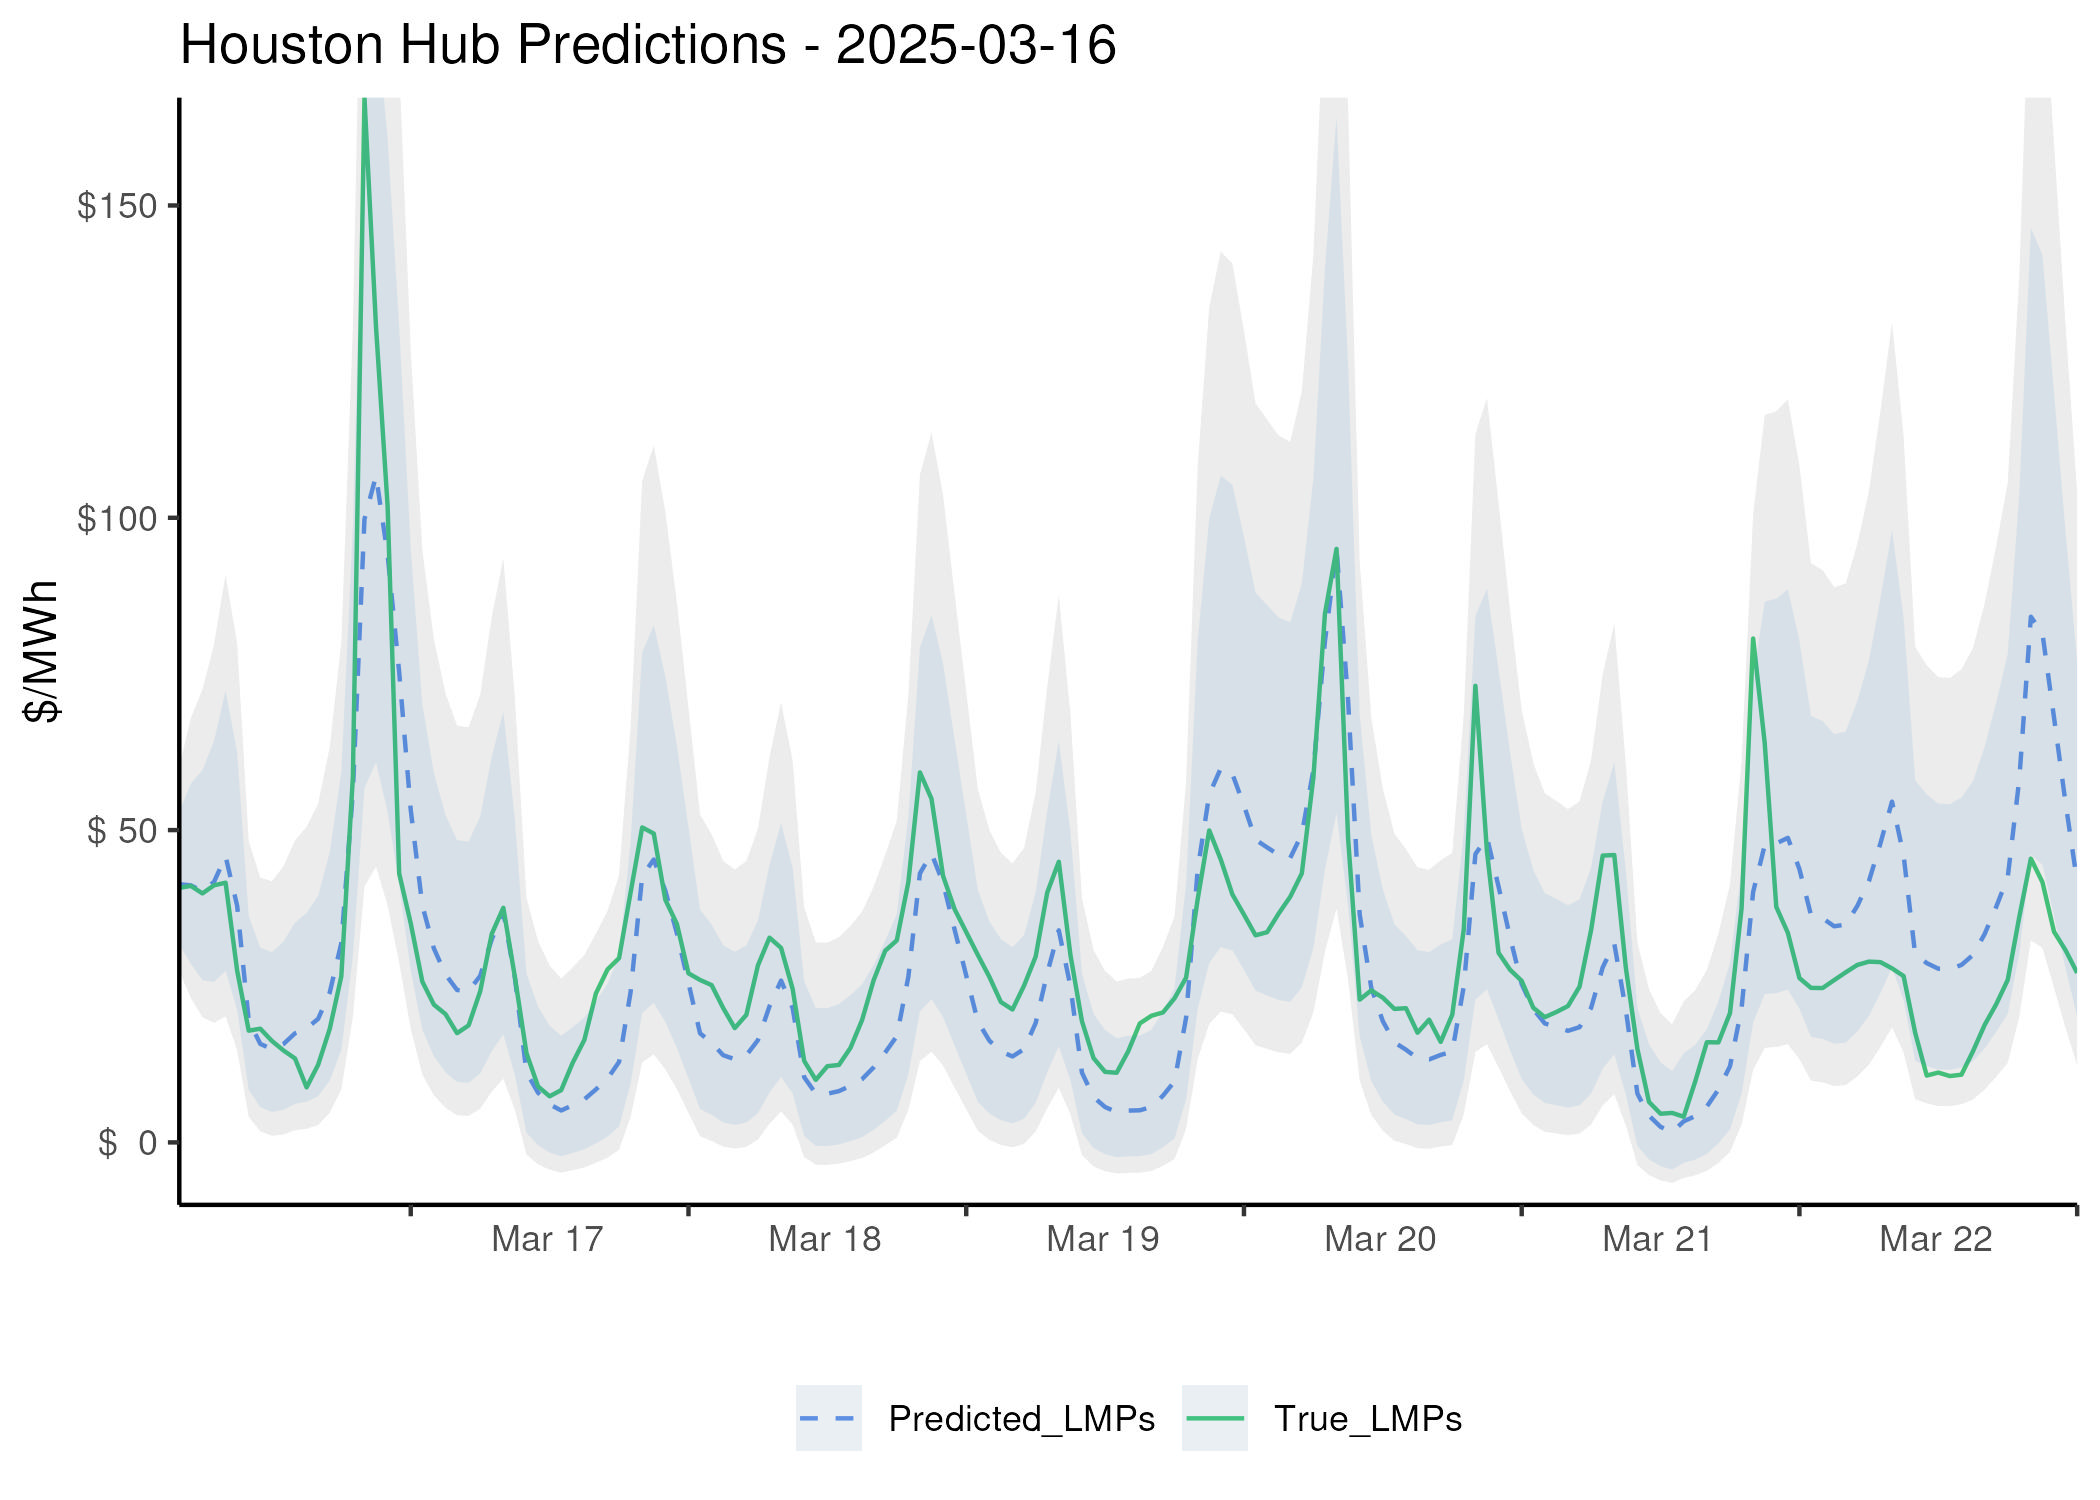 Houston Hub Predictions - 2025-03-16
$150
$100
$ 50
$ 0
$/MWh
Mar 17 Mar 18 Mar 19 Mar 20 Mar 21 Mar 22
Predicted_LMPs True_LMPs